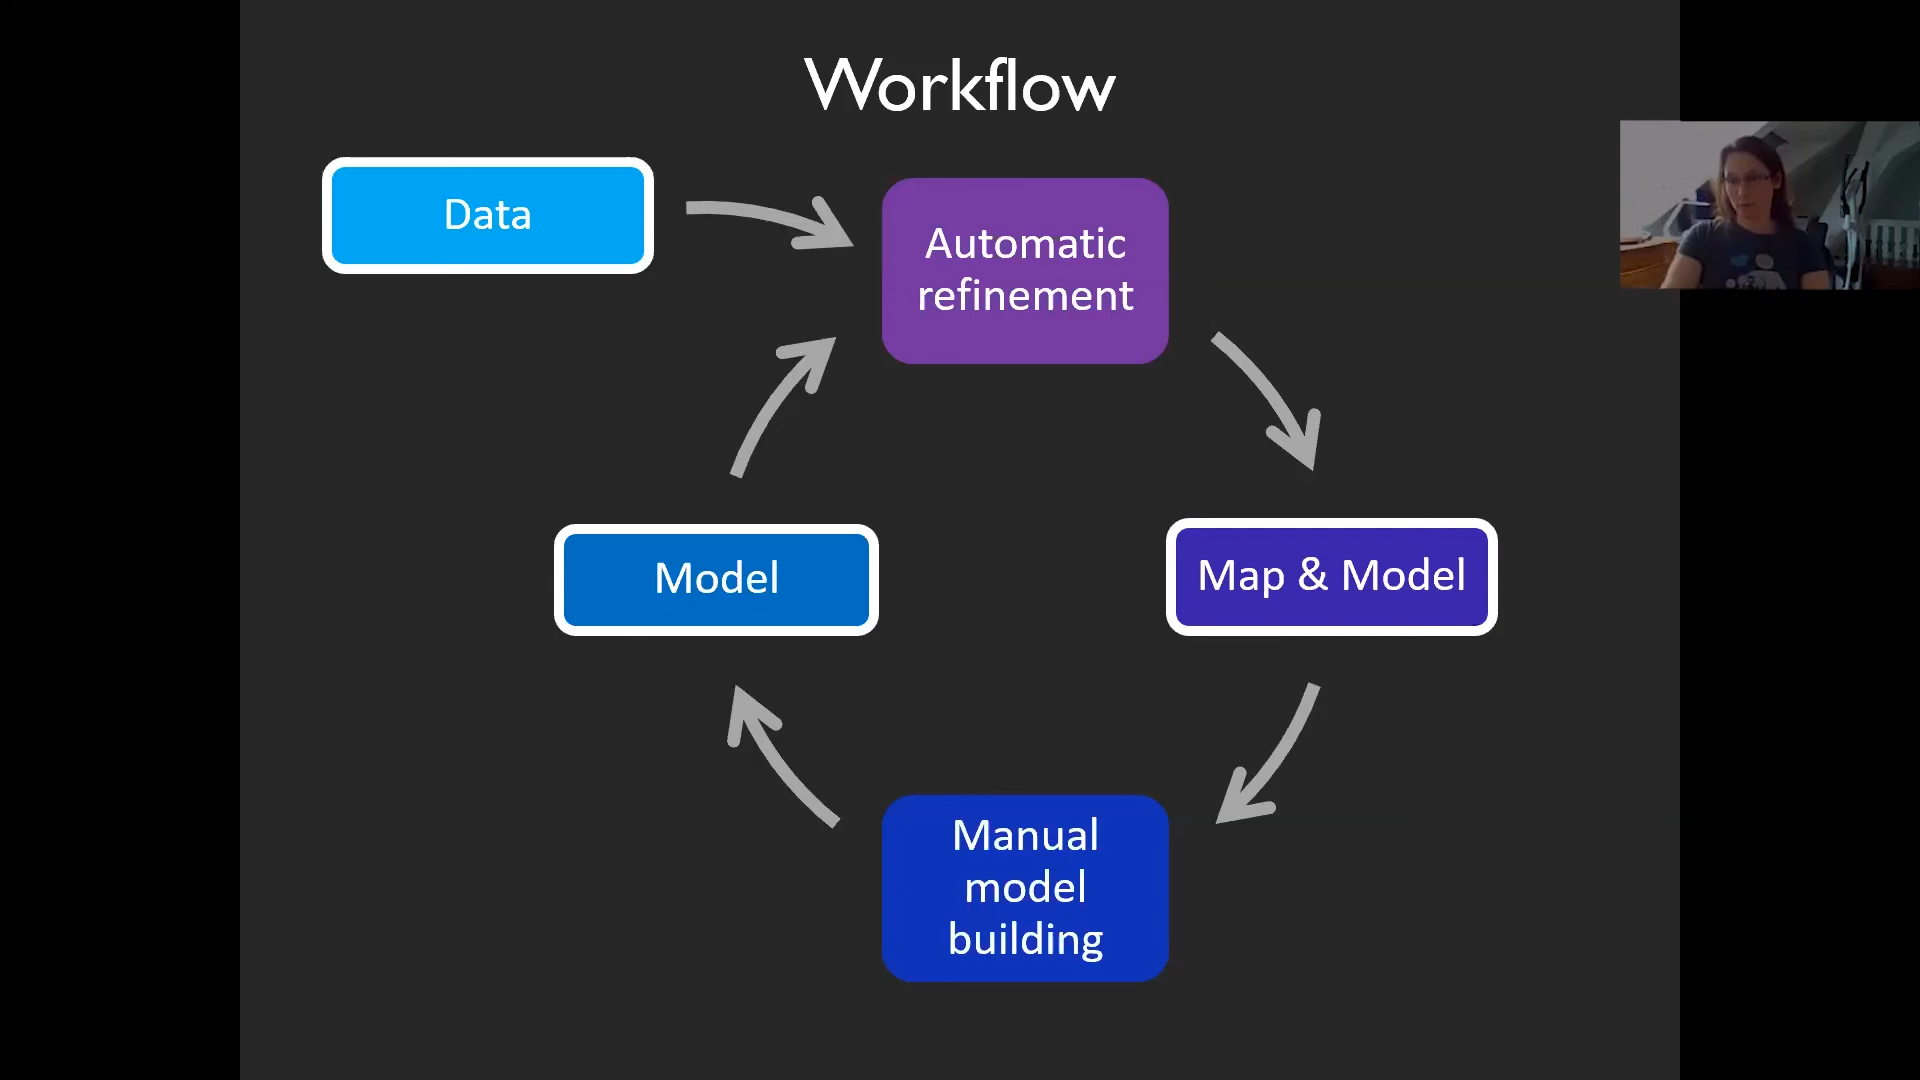 Workflow
Data
Automatic
refinement
Model
Map & Model
Manual
model
building